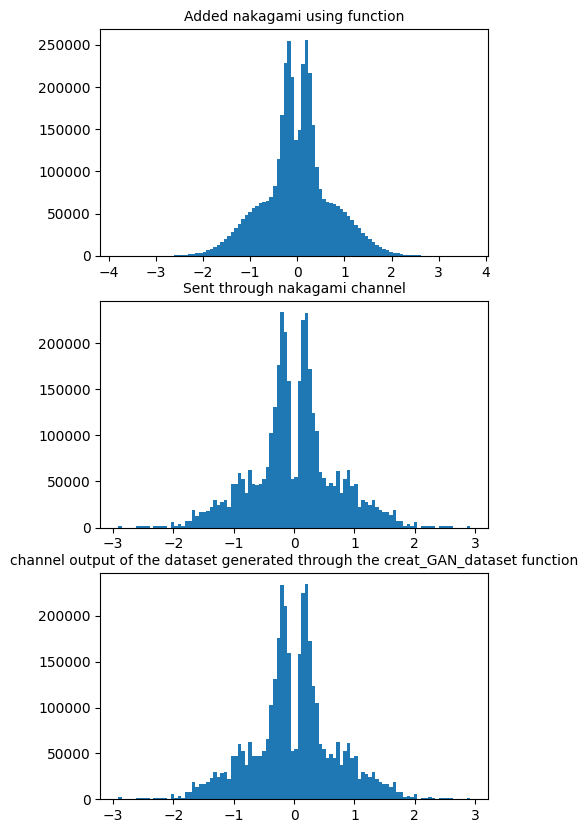 Added nakagami using function
250000
200000
150000
100000
50000
0
−4 −3 −2 −1 0 1 2 3 4
Sent through nakagami channel
200000
150000
100000
50000
0
−3 −2 −1 0 1 2 3
channel output of the dataset generated through the creat_GAN_dataset function
200000
150000
100000
50000
0
−3 −2 −1 0 1 2 3